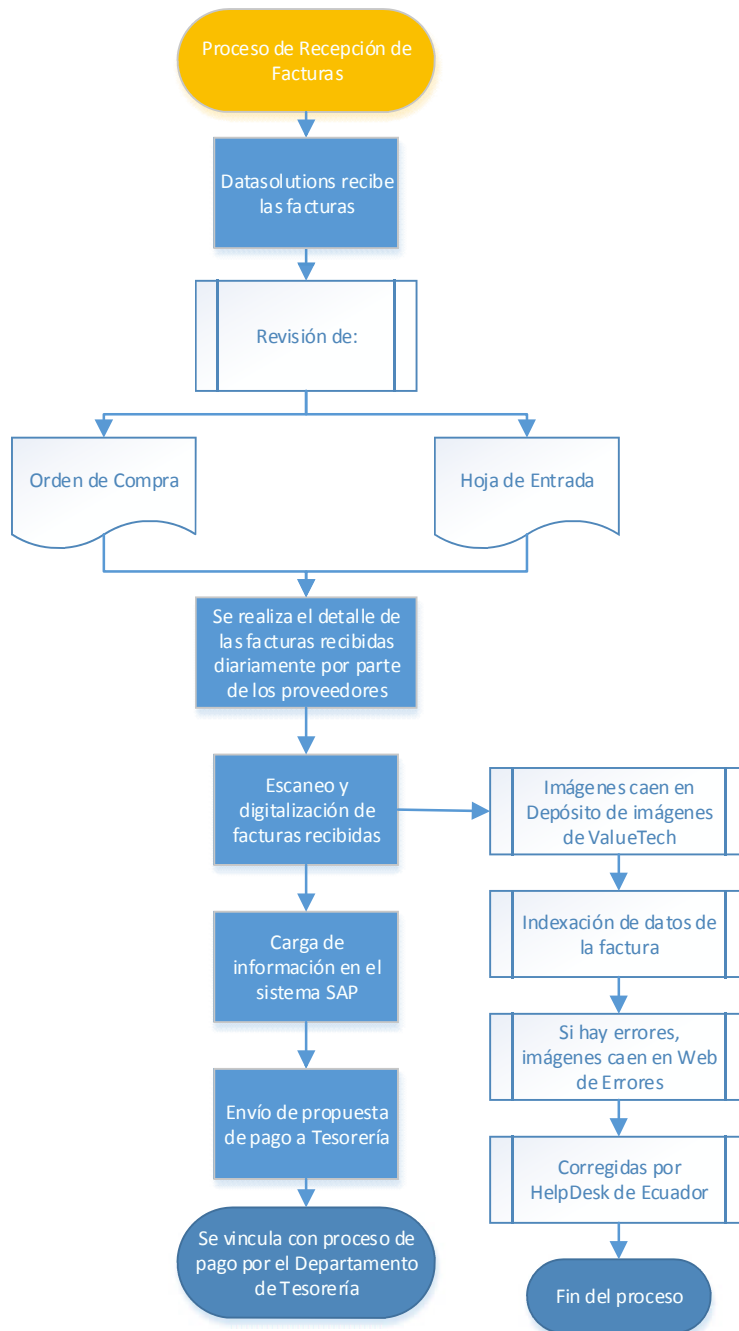 Proceso de Recepción de
Facturas
Datasolutions recibe
las facturas
Revisión de:
Orden de Compra
Hoja de Entrada
Se realiza el detalle de
las facturas recibidas
diariamente por parte
de los proveedores
Escaneo y
digitalización de
facturas recibidas
Imágenes caen en
Depósito de imágenes
de ValueTech
Indexación de datos de
la factura
Carga de
información en el
sistema SAP
Si hay errores,
imágenes caen en Web
de Errores
Envío de propuesta
de pago a Tesorería
Corregidas por
HelpDesk de Ecuador
Se vincula con proceso de
pago por el Departamento
de Tesorería
Fin del proceso